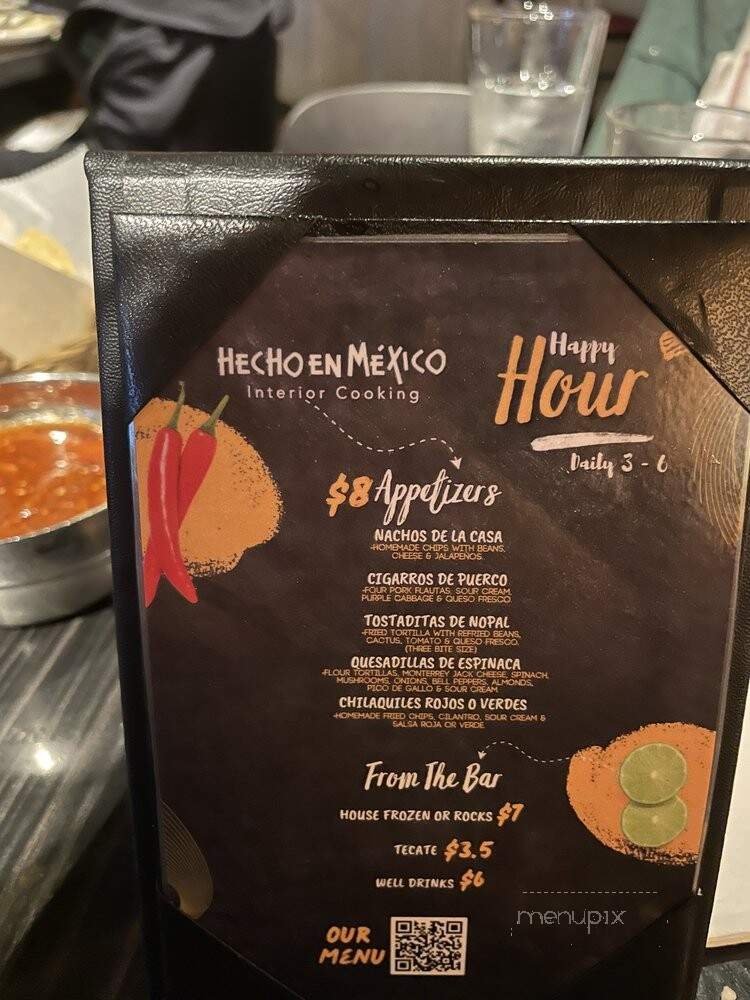 HECHO EN MÉXICO
Interior Cooking
Happy
Hour
Daily 3 - 6
$8 Appetizers
NACHOS DE LA CASA
-HOMEMADE CHIPS WITH BEANS,
CHEESE & JALAPEÑOS.
CIGARROS DE PUERCO
-FOUR PORK FLAUTAS, SOUR CREAM,
PURPLE CABBAGE & QUESO FRESCO.
TOSTADITAS DE NOPAL
-FRIED TORTILLA WITH REFRIED BEANS,
CACTUS, TOMATO & QUESO FRESCO.
(THREE BITE SIZE)
QUESADILLAS DE ESPINACA
-FLOUR TORTILLAS, MONTERREY JACK CHEESE, SPINACH,
MUSHROOMS, ONIONS, BELL PEPPERS, ALMONDS,
PICO DE GALLO & SOUR CREAM
CHILAQUILES ROJOS O VERDES
-HOMEMADE FRIED CHIPS, CILANTRO, SOUR CREAM &
SALSA ROJA OR VERDE
From The Bar
HOUSE FROZEN OR ROCKS $7
TECATE $3.5
WELL DRINKS $6
OUR
MENU
menupix